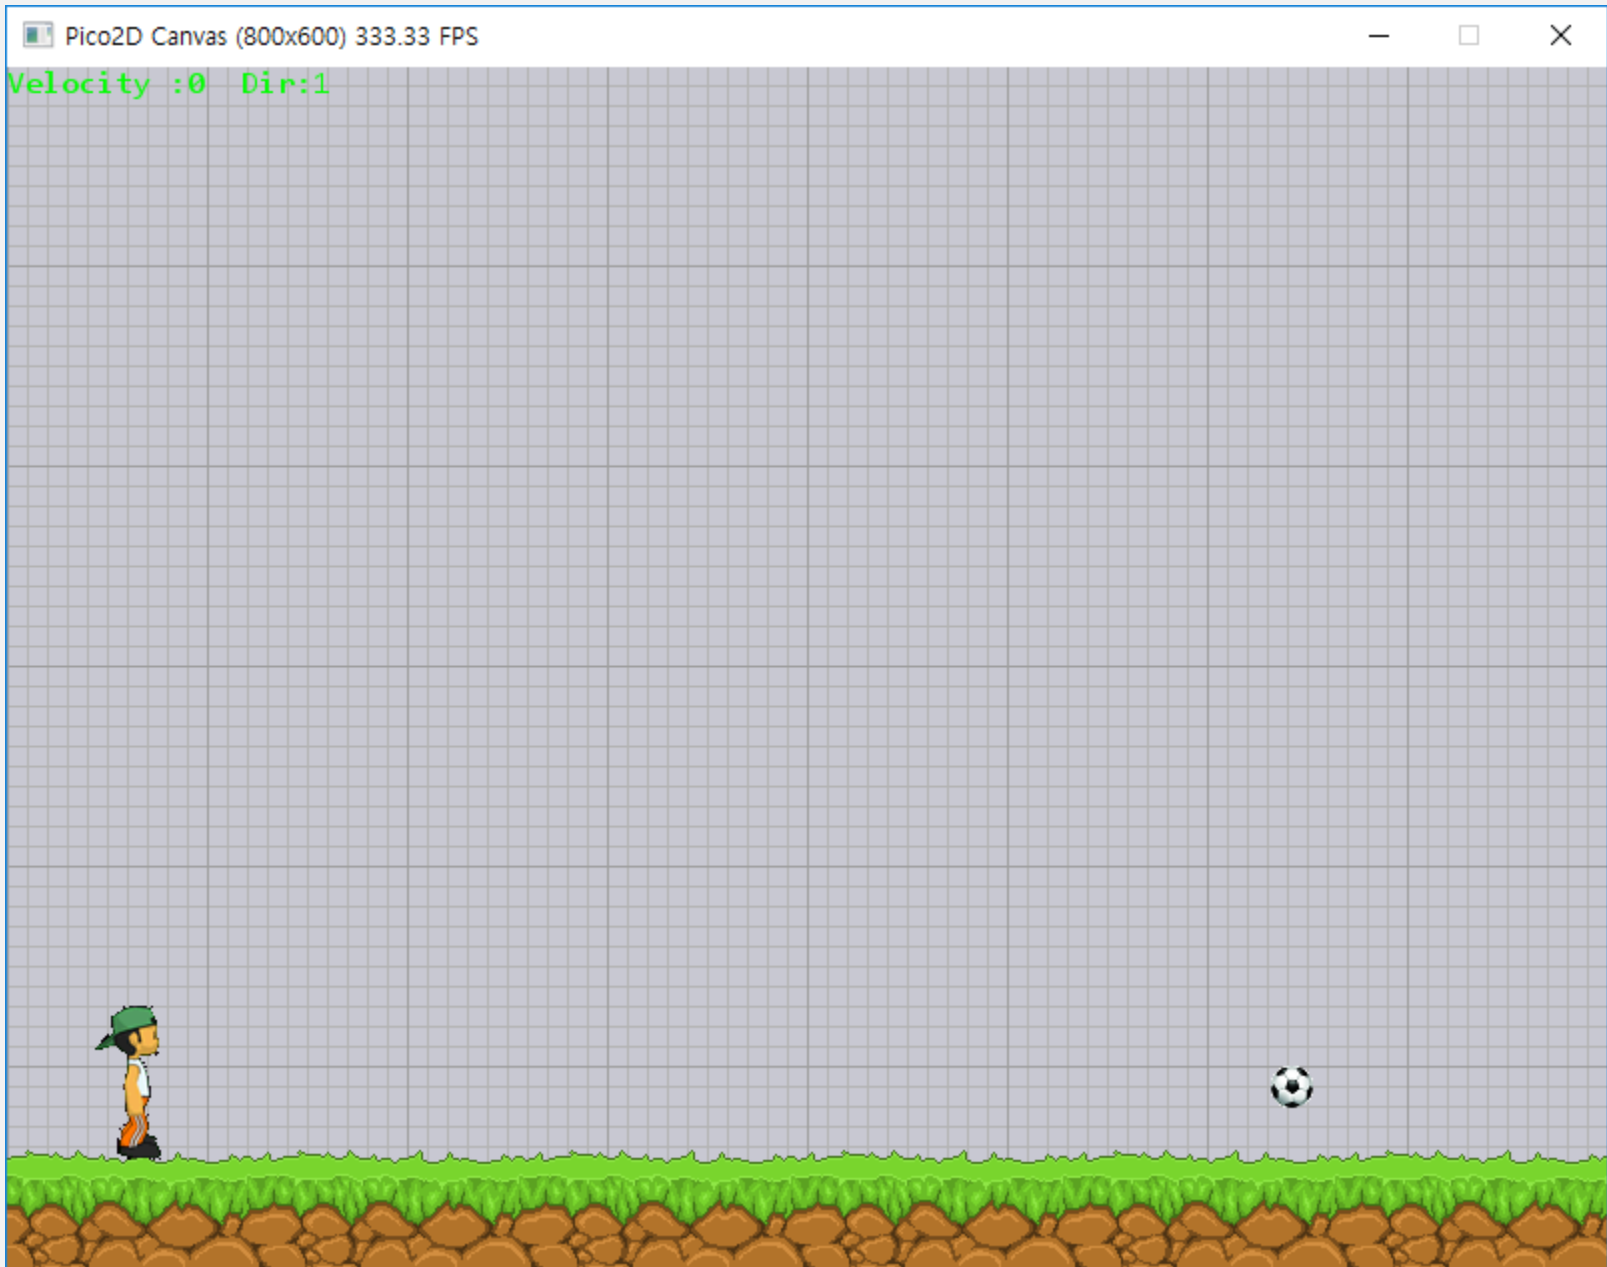 Pico2D Canvas (800x600) 333.33 FPS
Velocity :0  Dir:1